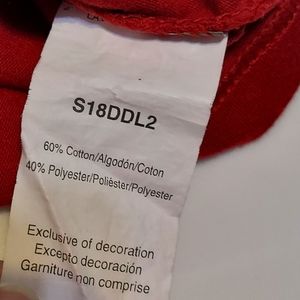 S18DDL2
60% Cotton/Algodón/Coton
40% Polyester/Poliéster/Polyester
Exclusive of decoration
Excepto decoración
Garniture non comprise